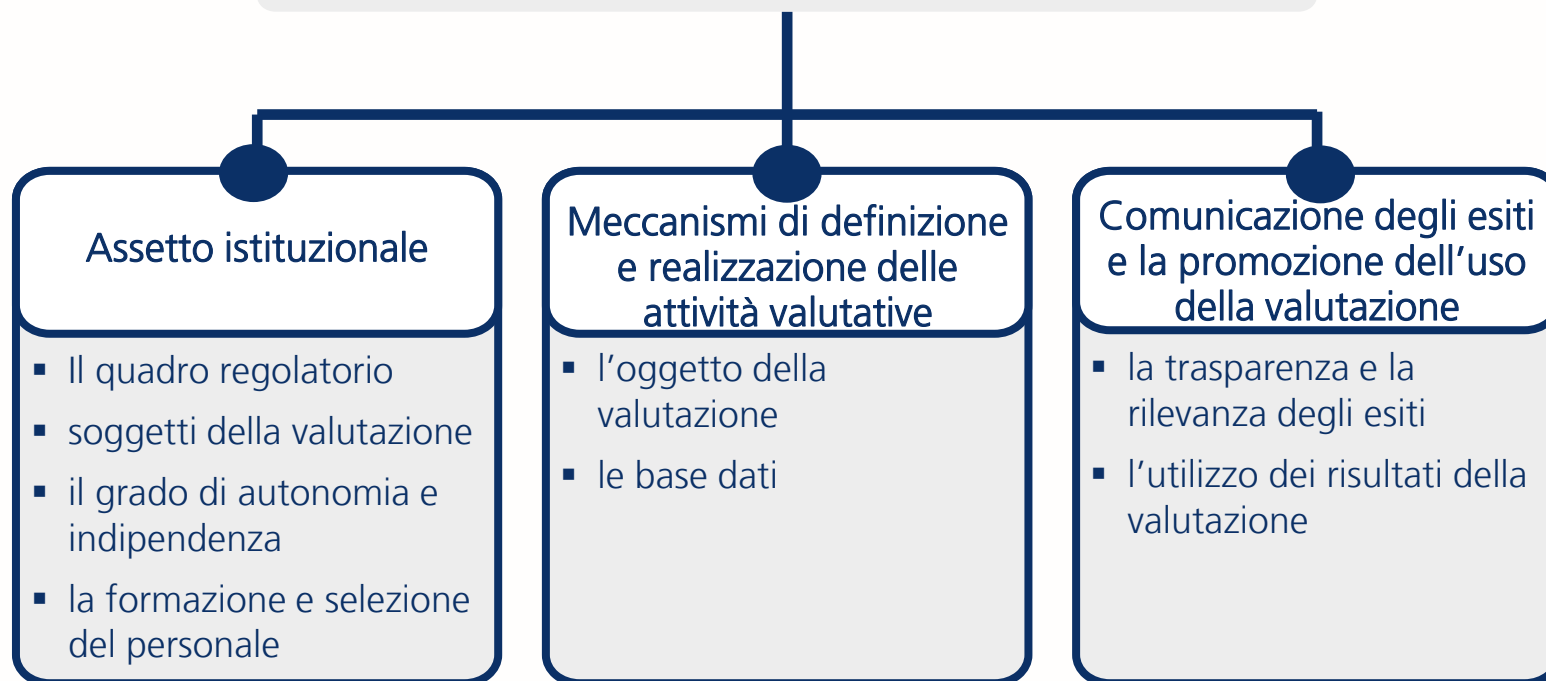 Assetto istituzionale
Il quadro regolatorio
soggetti della valutazione
il grado di autonomia e
indipendenza
la formazione e selezione
del personale
Meccanismi di definizione
e realizzazione delle
attività valutative
l’oggetto della
valutazione
le base dati
Comunicazione degli esiti
e la promozione dell’uso
della valutazione
la trasparenza e la
rilevanza degli esiti
l’utilizzo dei risultati della
valutazione